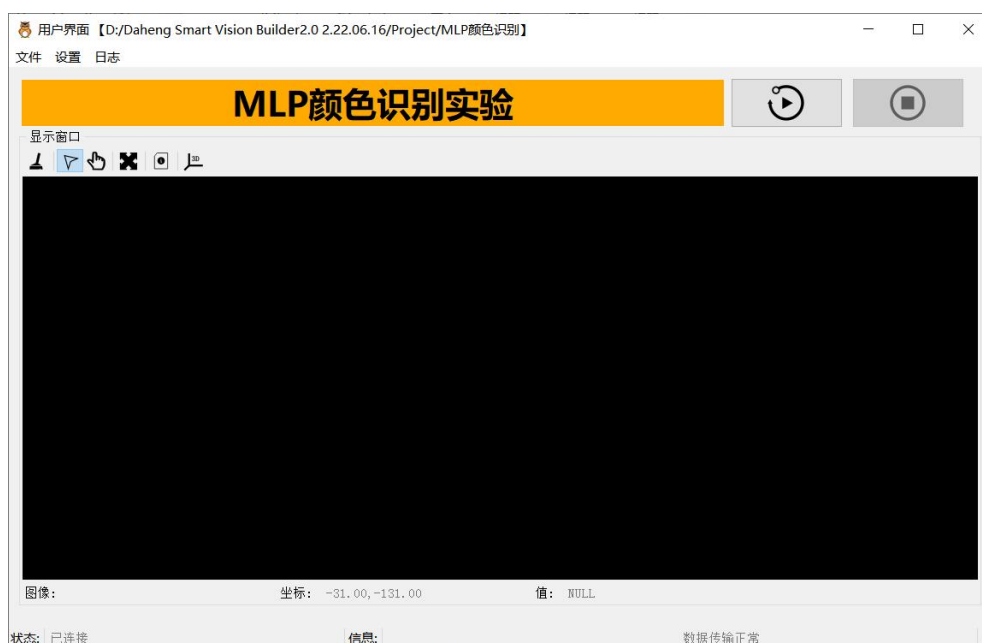 用户界面【D:/Daheng Smart Vision Builder2.0 2.22.06.16/Project/MLP颜色识别】
文件 设置 日志
MLP颜色识别实验
显示窗口
3D
图像: 坐标: -31.00,-131.00 值: NULL
状态: 已连接 信息: 数据传输正常